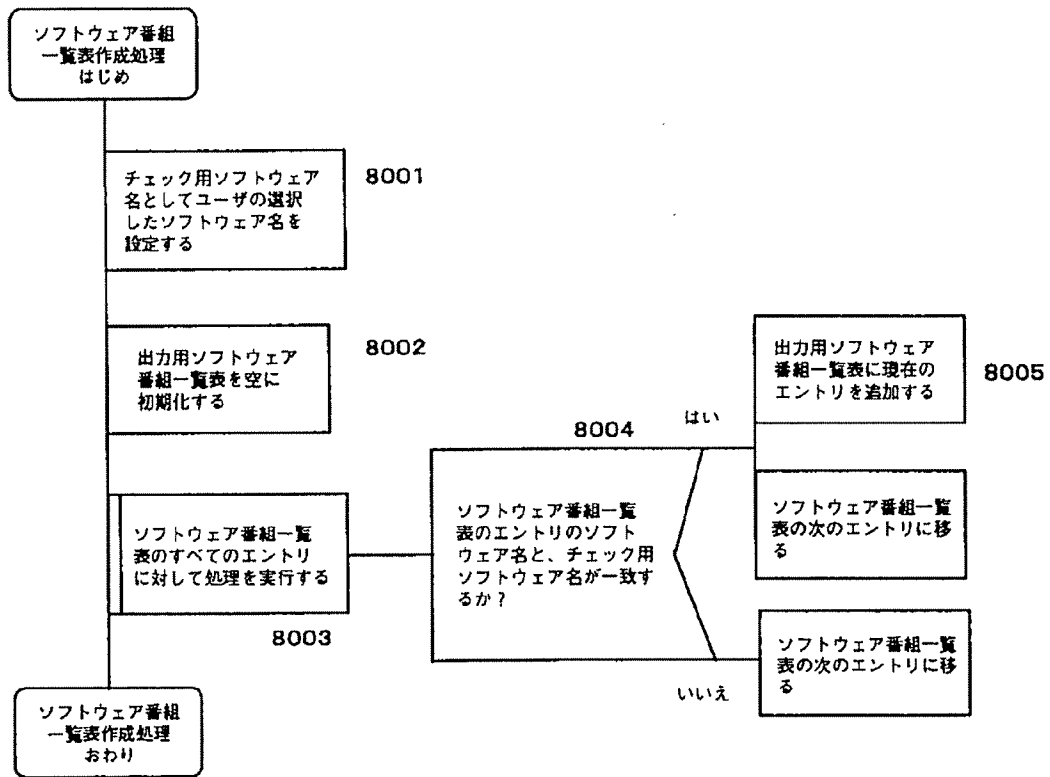 ソフトウェア番組
一覧表作成処理
はじめ
チェック用ソフトウェア
名としてユーザの選択
したソフトウェア名を
設定する
8001
出力用ソフトウェア
番組一覧表を空に
初期化する
8002
ソフトウェア番組一覧
表のすべてのエントリ
に対して処理を実行する
8003
8004
ソフトウェア番組一覧
表のエントリのソフト
ウェア名と、チェック用
ソフトウェア名が一致す
るか？
はい
出力用ソフトウェア
番組一覧表に現在の
エントリを追加する
8005
ソフトウェア番組一覧
表の次のエントリに移
る
いいえ
ソフトウェア番組一覧
表の次のエントリに移
る
ソフトウェア番組
一覧表作成処理
おわり